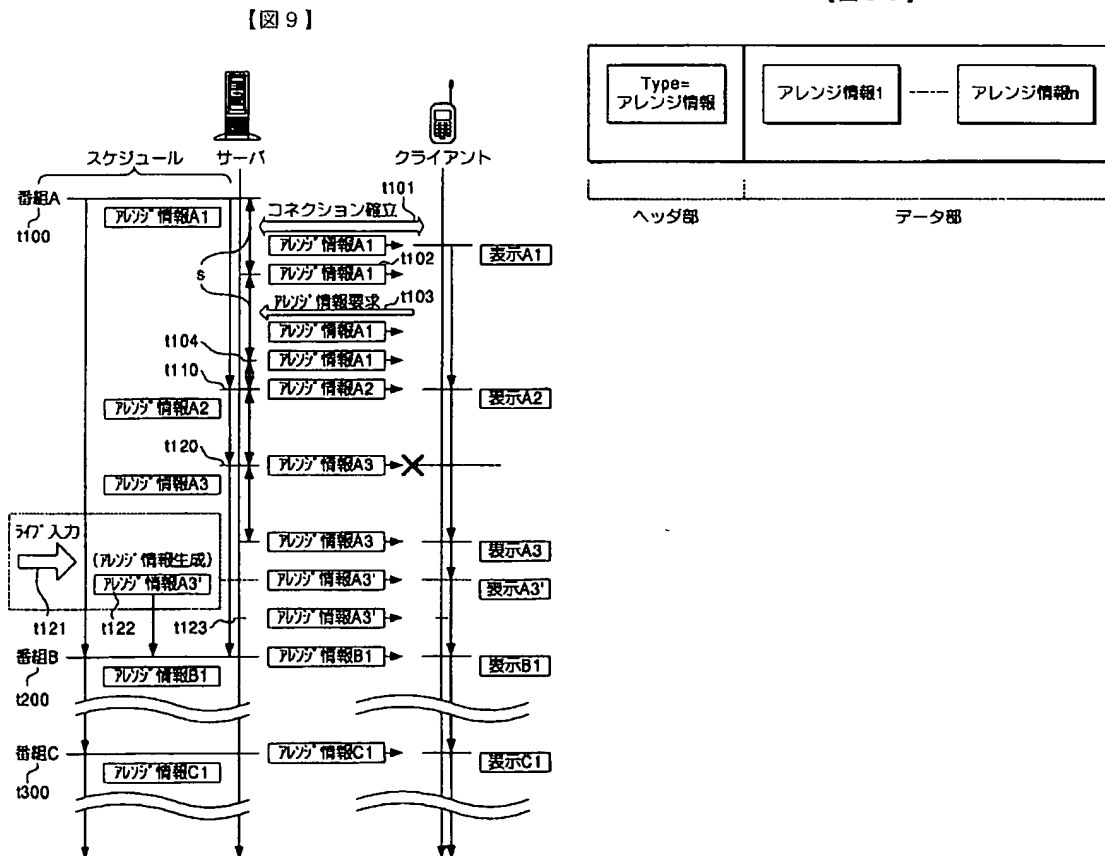 【図９】
スケジュール
サーバ
クライアント
番組A
t100
ｱﾚﾝｼﾞ情報A1
コネクション確立
t101
ｱﾚﾝｼﾞ情報A1
表示A1
s
ｱﾚﾝｼﾞ情報A1
t102
ｱﾚﾝｼﾞ情報要求
t103
ｱﾚﾝｼﾞ情報A1
t104
ｱﾚﾝｼﾞ情報A1
t110
ｱﾚﾝｼﾞ情報A2
表示A2
ｱﾚﾝｼﾞ情報A2
t120
ｱﾚﾝｼﾞ情報A3
ｱﾚﾝｼﾞ情報A3
ﾗｲﾌﾞ入力
(ｱﾚﾝｼﾞ情報生成)
ｱﾚﾝｼﾞ情報A3'
t121
t122
t123
ｱﾚﾝｼﾞ情報A3
表示A3
ｱﾚﾝｼﾞ情報A3'
表示A3'
ｱﾚﾝｼﾞ情報A3'
番組B
t200
ｱﾚﾝｼﾞ情報B1
表示B1
ｱﾚﾝｼﾞ情報B1
番組C
t300
ｱﾚﾝｼﾞ情報C1
表示C1
ｱﾚﾝｼﾞ情報C1
Type=
アレンジ情報
アレンジ情報1
アレンジ情報n
ヘッダ部
データ部